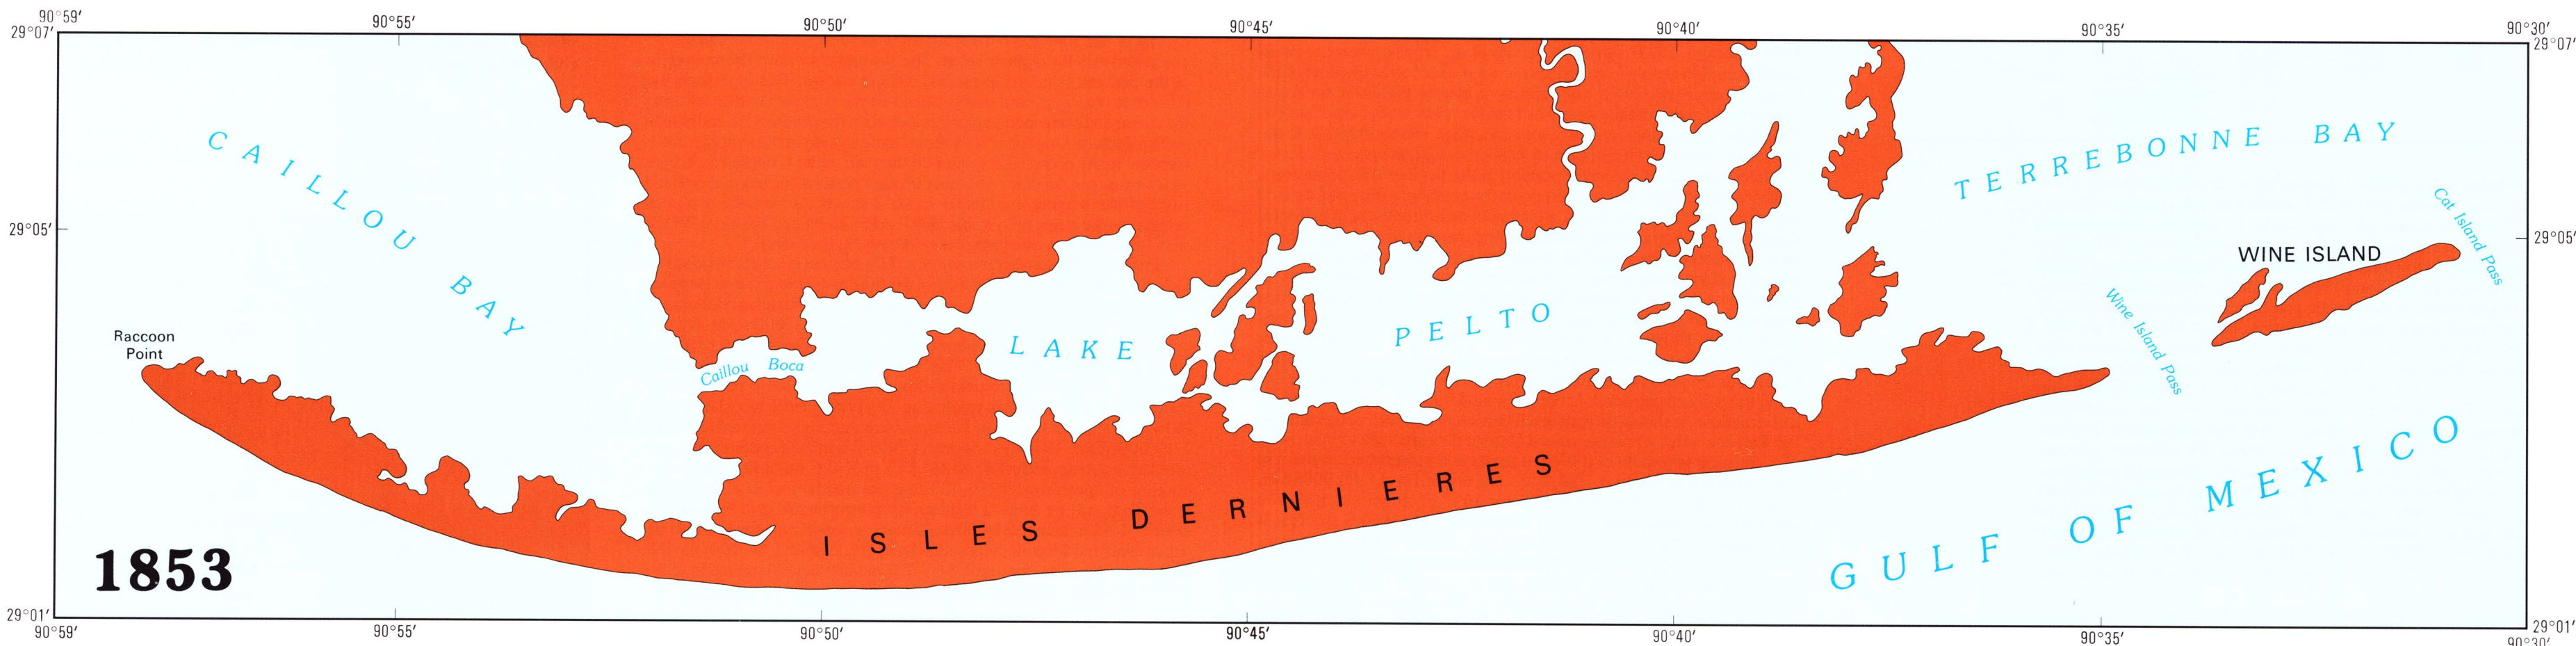 90°59′ 90°55′ 90°50′ 90°45′ 90°40′ 90°35′ 90°30′
29°07′ 29°07′
CAILLOU BAY
TERREBONNE BAY
Cat Island Pass
29°05′ 29°05′
WINE ISLAND
Wine Island Pass
Raccoon
Point
LAKE PELTO
Caillou Boca
ISLES DERNIERES
GULF OF MEXICO
1853
29°01′ 29°01′
90°59′ 90°55′ 90°50′ 90°45′ 90°40′ 90°35′ 90°30′